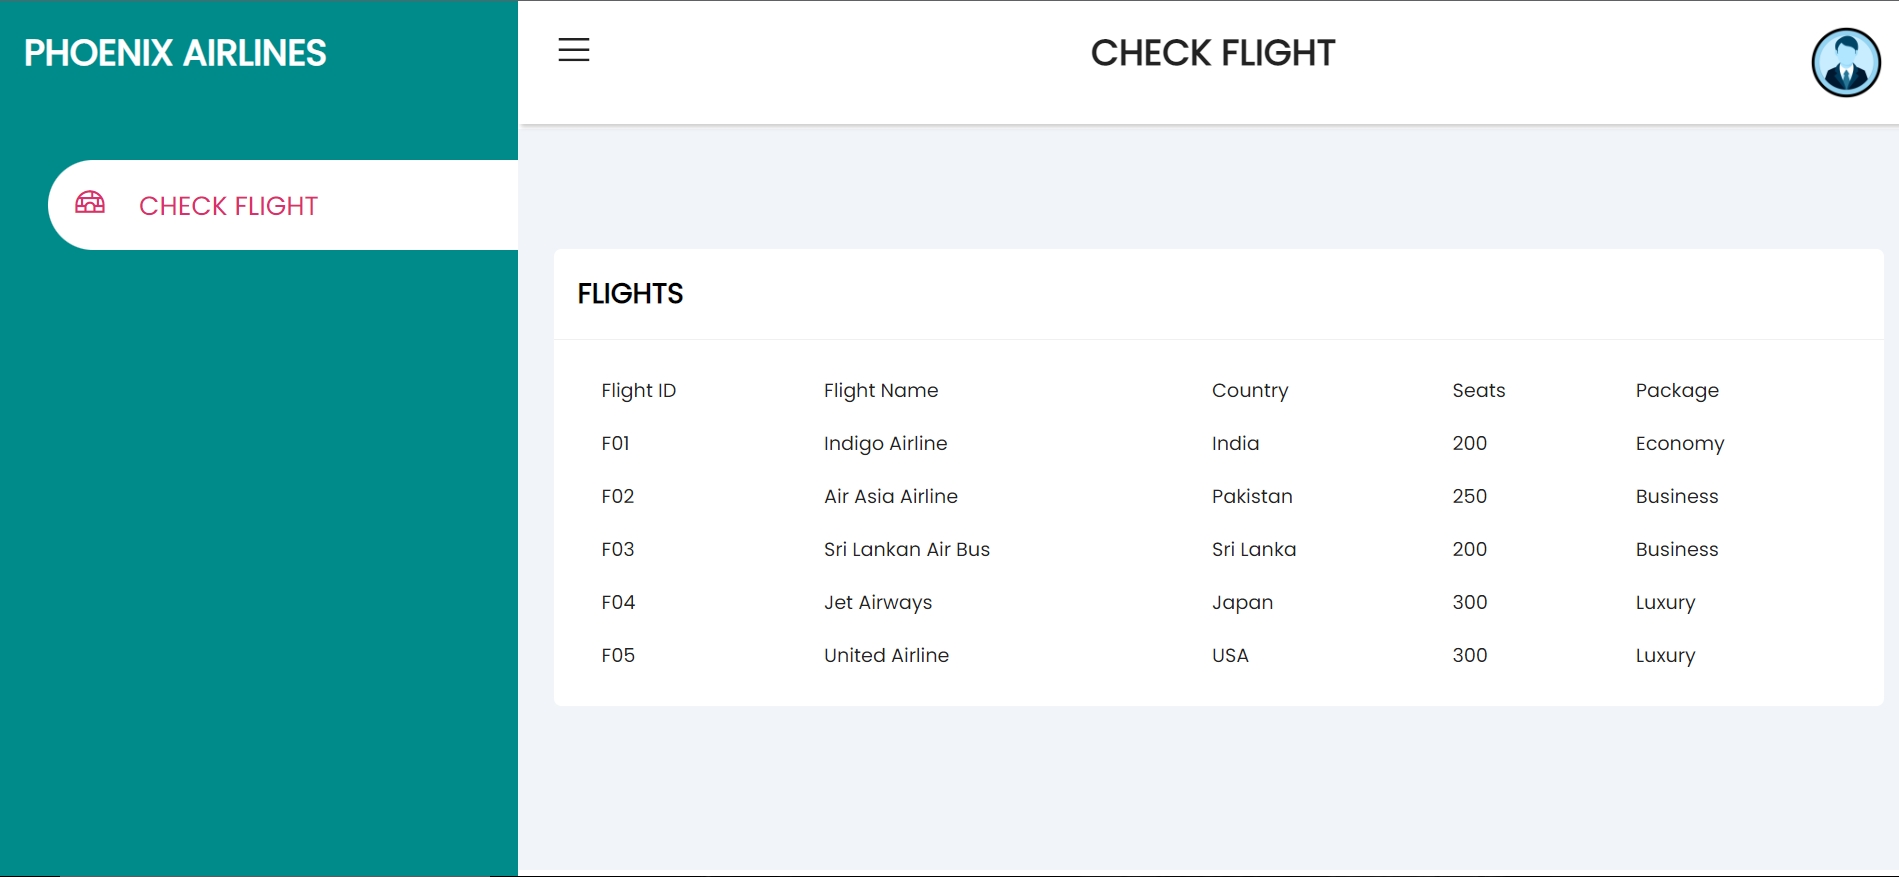 PHOENIX AIRLINES
CHECK FLIGHT
CHECK FLIGHT
FLIGHTS
Flight ID Flight Name Country Seats Package
F01 Indigo Airline India 200 Economy
F02 Air Asia Airline Pakistan 250 Business
F03 Sri Lankan Air Bus Sri Lanka 200 Business
F04 Jet Airways Japan 300 Luxury
F05 United Airline USA 300 Luxury